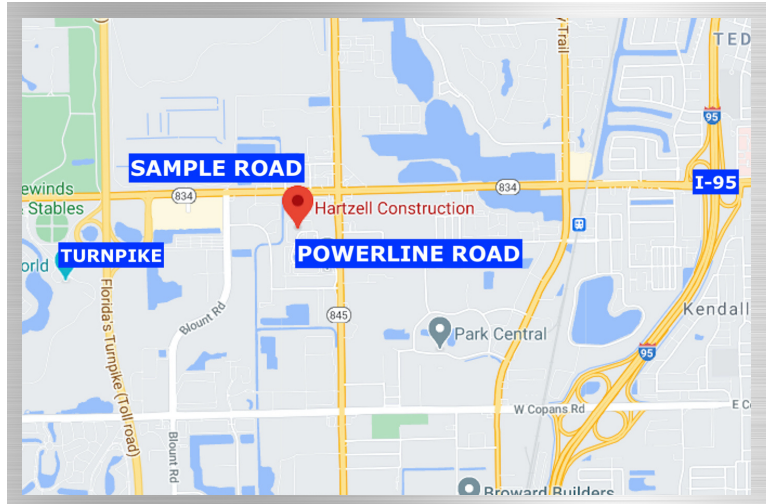 y Trail
TED
95
SAMPLE ROAD
834
834
I-95
ewinds
& Stables
Hartzell Construction
TURNPIKE
POWERLINE ROAD
orld
Florida's Turnpike (Toll road)
Blount Rd
845
Park Central
Kendall
95
W Copans Rd
E C
Blount Rd
Broward Builders